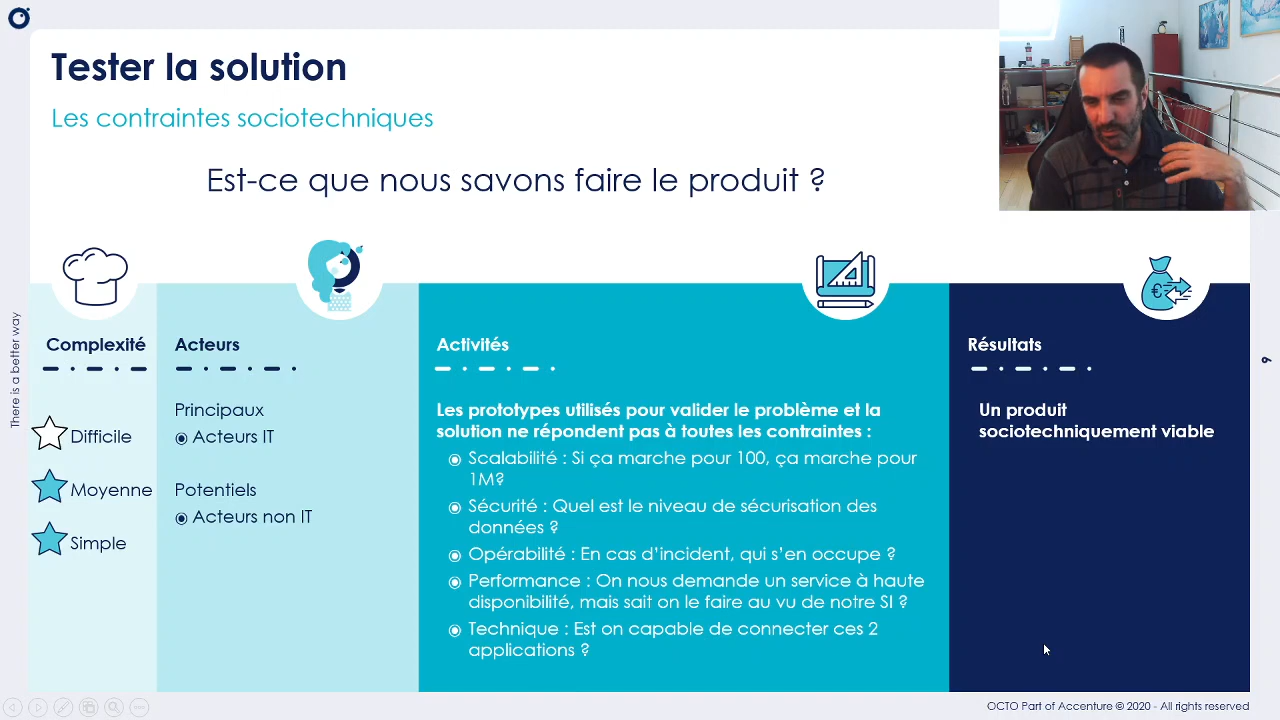 Tester la solution
Les contraintes sociotechniques
Est-ce que nous savons faire le produit ?
There is a better way
Complexité
Difficile
Moyenne
Simple
Acteurs
Principaux
Acteurs IT
Potentiels
Acteurs non IT
Activités
Les prototypes utilisés pour valider le problème et la
solution ne répondent pas à toutes les contraintes :
Scalabilité : Si ça marche pour 100, ça marche pour
1M?
Sécurité : Quel est le niveau de sécurisation des
données ?
Opérabilité : En cas d'incident, qui s'en occupe ?
Performance : On nous demande un service à haute
disponibilité, mais sait on le faire au vu de notre SI ?
Technique : Est on capable de connecter ces 2
applications ?
€
Résultats
Un produit
sociotechniquement viable
OCTO Part of Accenture © 2020 - All rights reserved